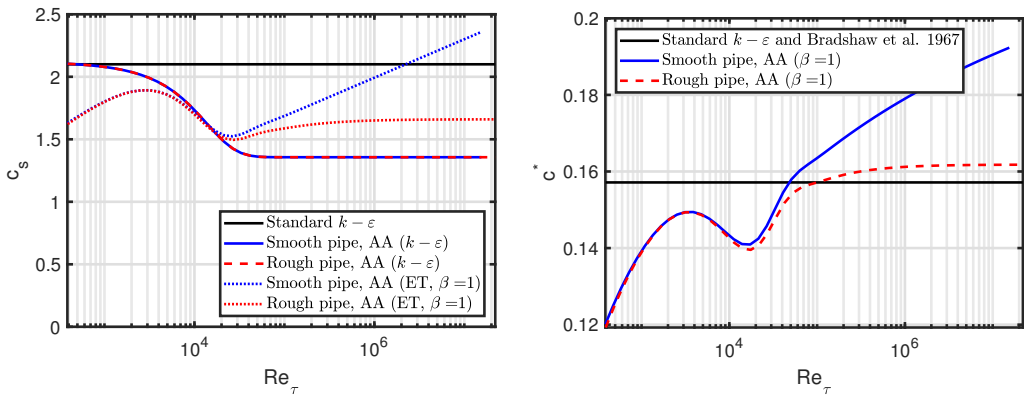 2.5
2
1.5
1
0.5
0
c_s
10^4
10^6
Re_τ
Standard k − ε
Smooth pipe, AA (k − ε)
Rough pipe, AA (k − ε)
Smooth pipe, AA (ET, β =1)
Rough pipe, AA (ET, β =1)
0.2
0.18
0.16
0.14
0.12
c^*
10^4
10^6
Re_τ
Standard k − ε and Bradshaw et al. 1967
Smooth pipe, AA (β =1)
Rough pipe, AA (β =1)